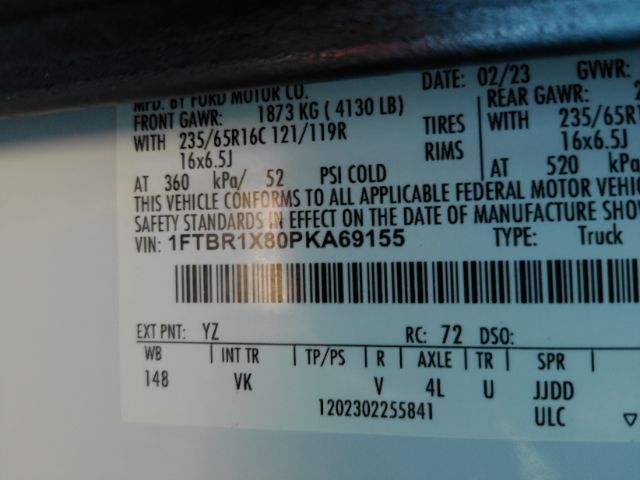 DATE: 02/23 GVWR:
MFD. BY FORD MOTOR CO.
FRONT GAWR: 1873 KG ( 4130 LB) REAR GAWR: 2
WITH 235/65R16C 121/119R TIRES WITH 235/65R1
16x6.5J RIMS 16x6.5J
AT 360 kPa/ 52 PSI COLD AT 520
THIS VEHICLE CONFORMS TO ALL APPLICABLE FEDERAL MOTOR VEHI
SAFETY STANDARDS IN EFFECT ON THE DATE OF MANUFACTURE SHO
VIN: 1FTBR1X80PKA69155 TYPE: Truck
EXT PNT: YZ RC: 72 DSO:
WB INT TR TP/PS R AXLE TR SPR
148 VK V 4L U JJDD
1202302255841 ULC